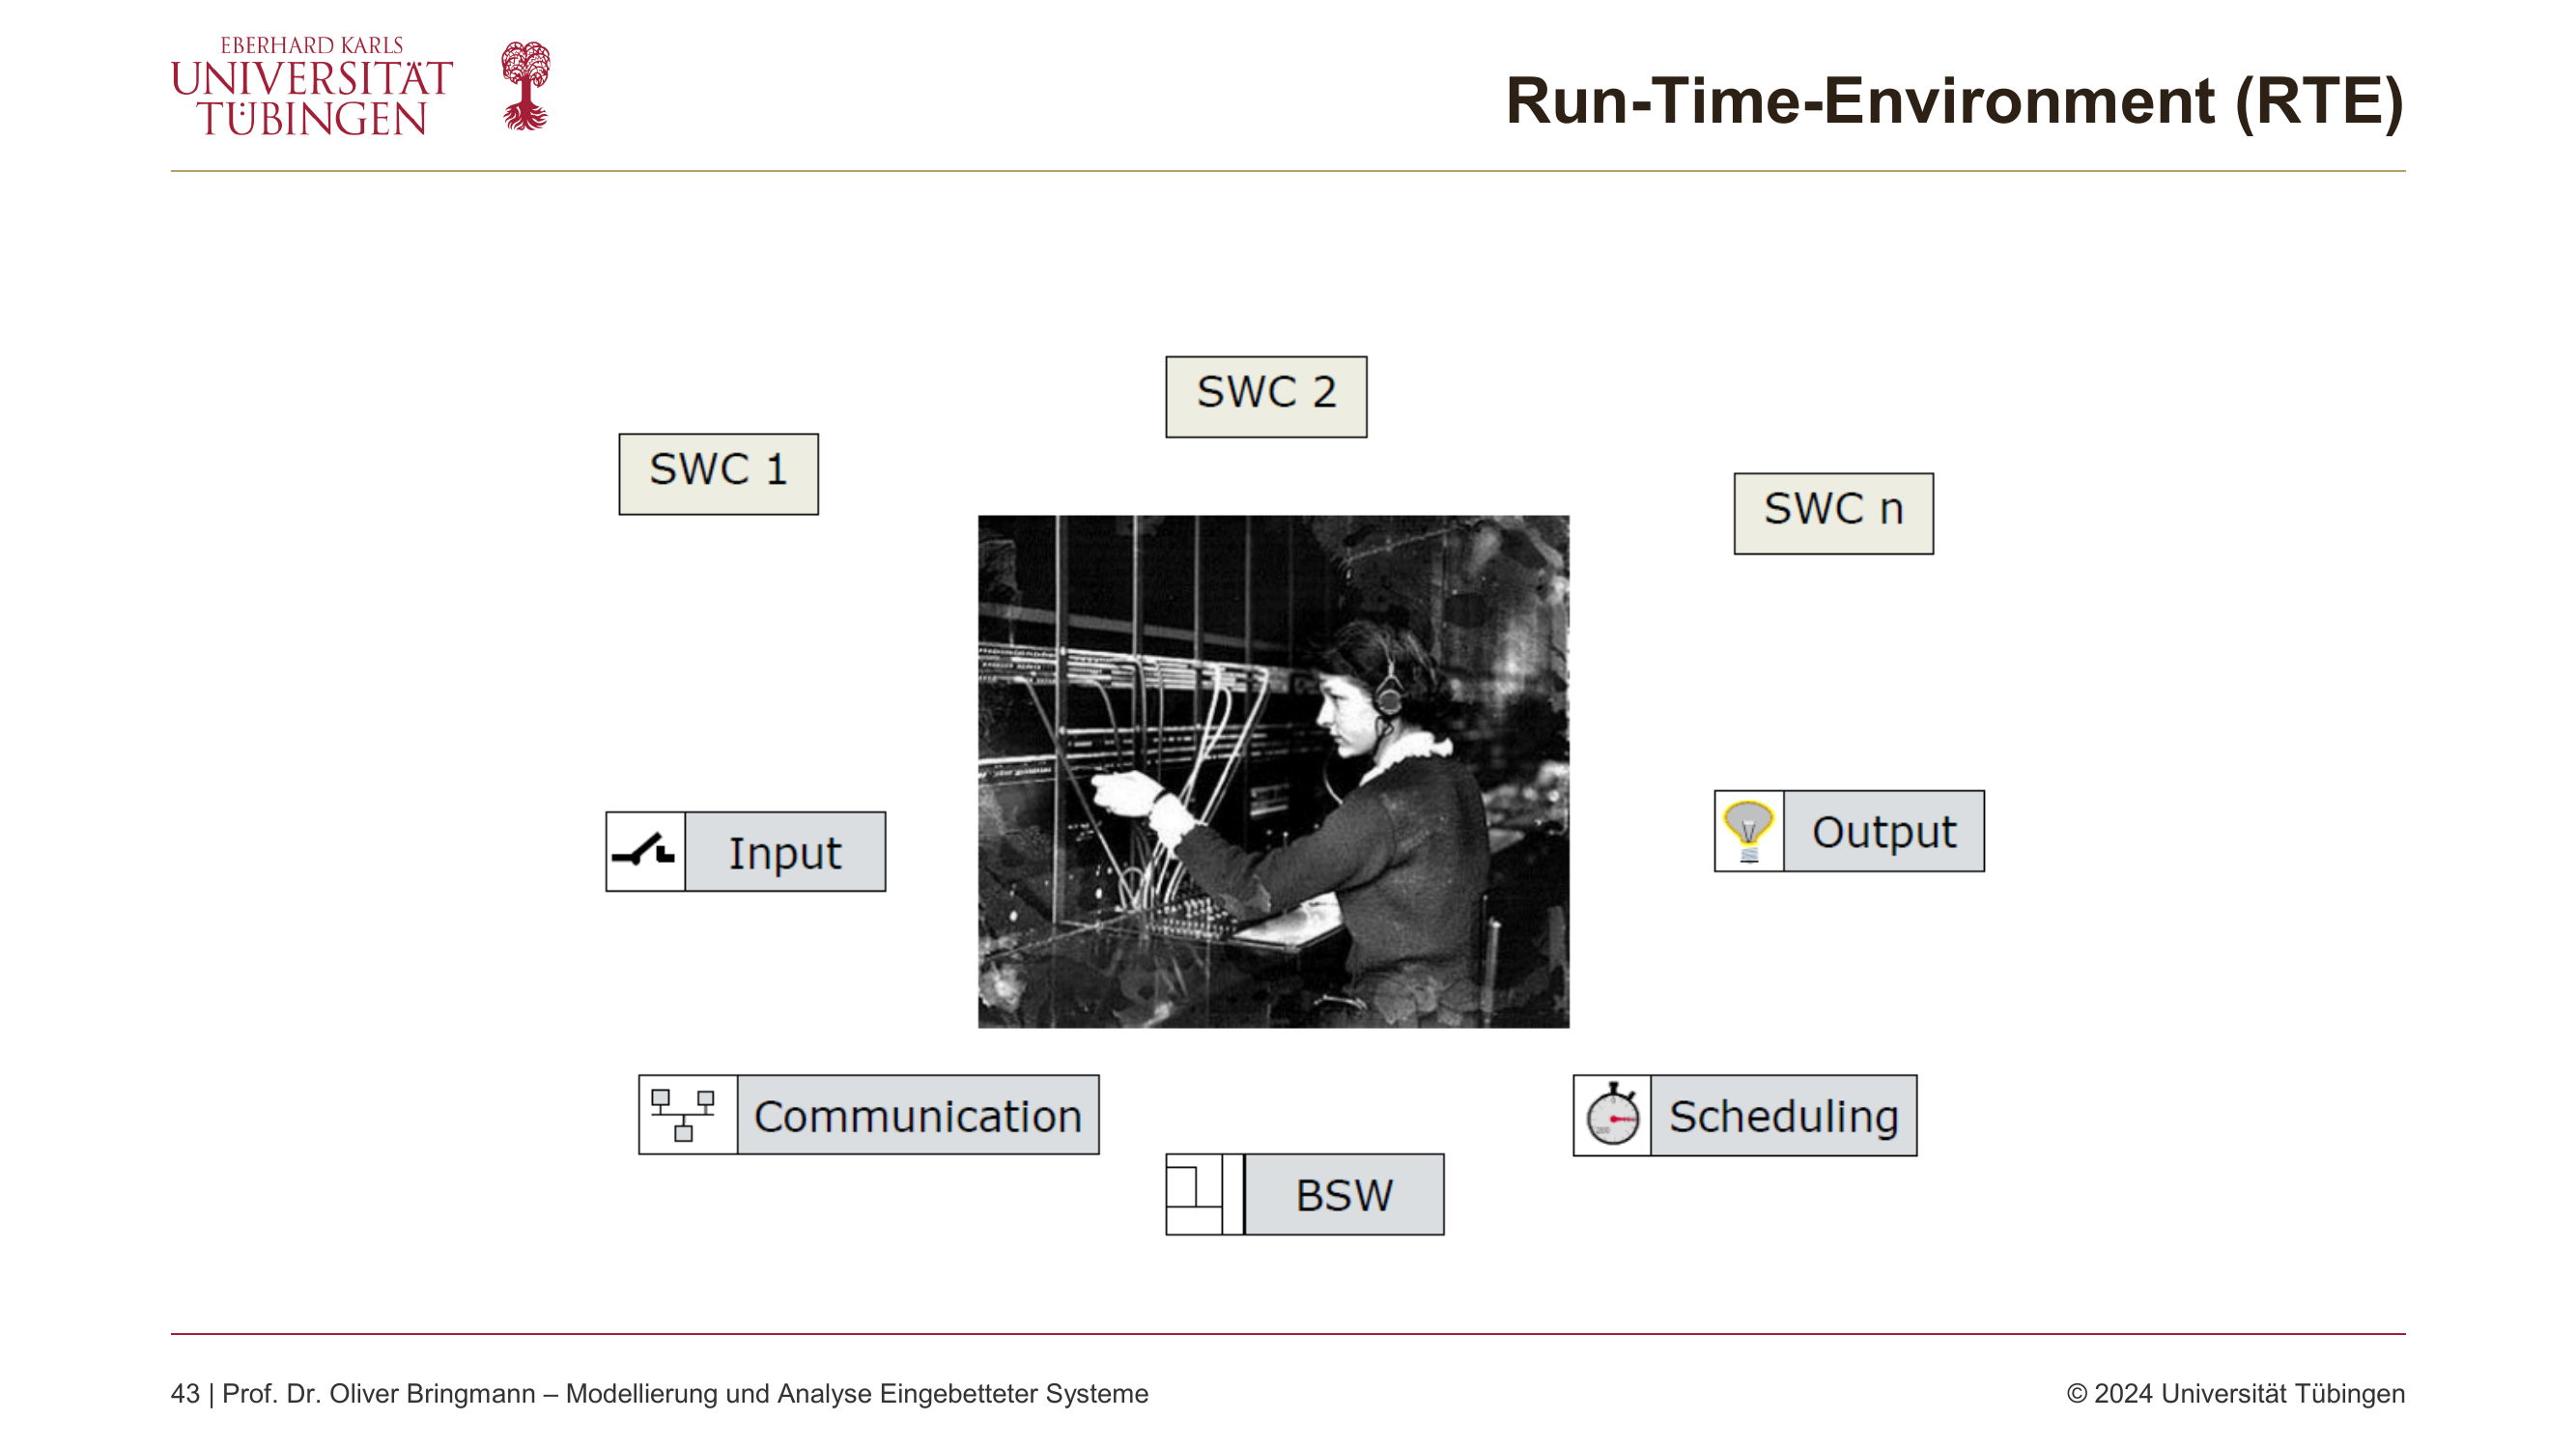 EBERHARD KARLS
UNIVERSITÄT
TÜBINGEN
Run-Time-Environment (RTE)
SWC 2
SWC 1
SWC n
Input
Output
Communication
Scheduling
BSW
43 | Prof. Dr. Oliver Bringmann – Modellierung und Analyse Eingebetteter Systeme
© 2024 Universität Tübingen